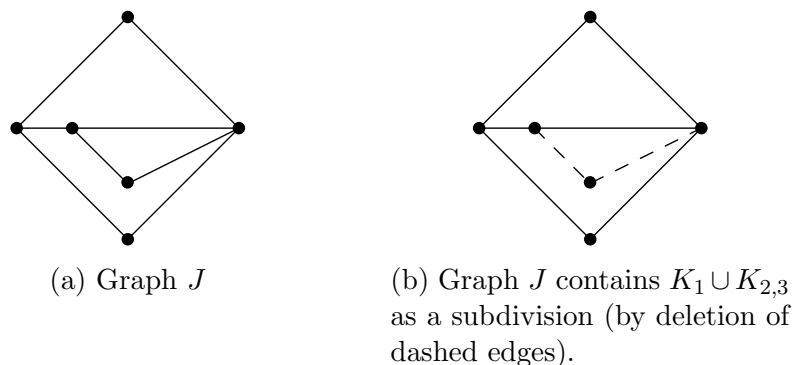 (a) Graph J
(b) Graph J contains K₁ ∪ K₂,₃
as a subdivision (by deletion of
dashed edges).